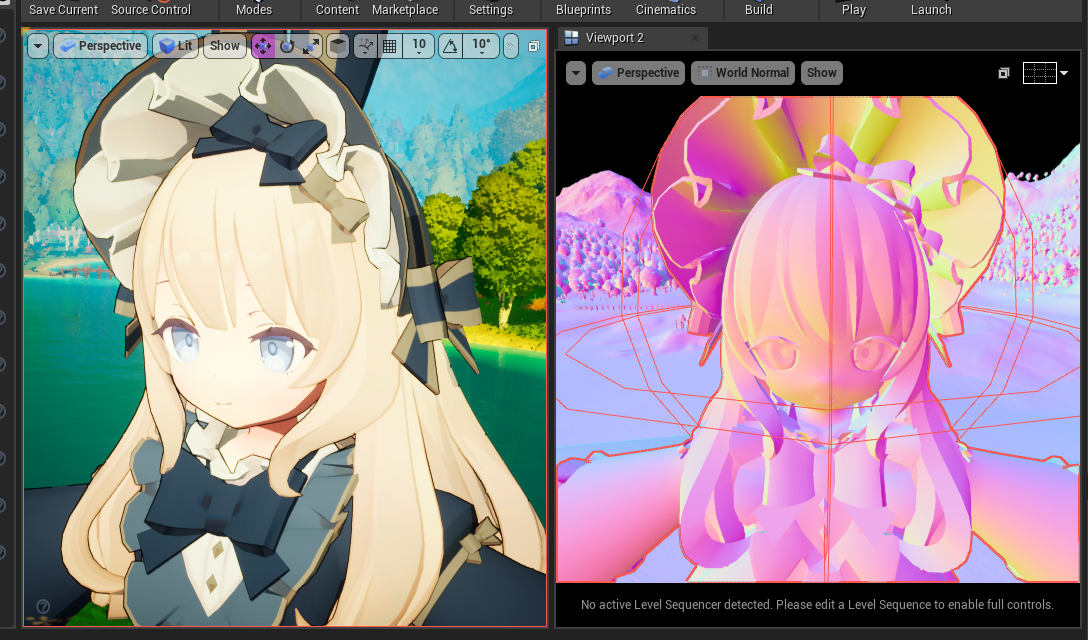 Save Current Source Control Modes Content Marketplace Settings Blueprints Cinematics Build Play Launch
Perspective Lit Show 10 10°
Viewport 2
Perspective World Normal Show
No active Level Sequencer detected. Please edit a Level Sequence to enable full controls.